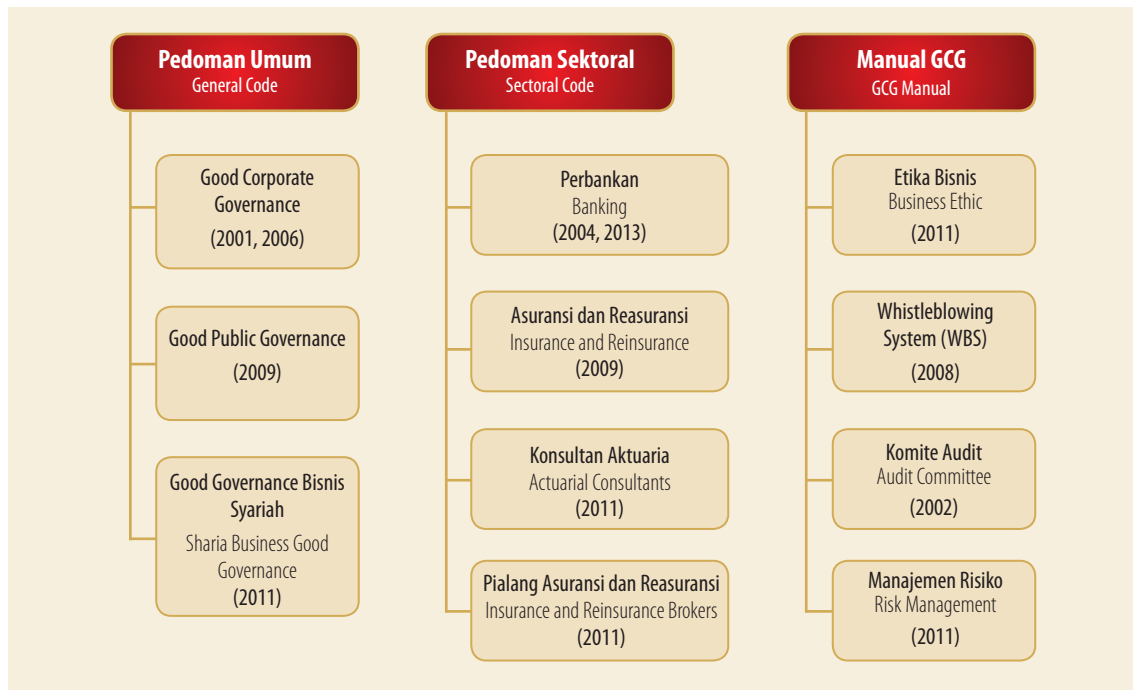 Pedoman Umum
General Code
Good Corporate
Governance
(2001, 2006)
Good Public Governance
(2009)
Good Governance Bisnis
Syariah
Sharia Business Good
Governance
(2011)
Pedoman Sektoral
Sectoral Code
Perbankan
Banking
(2004, 2013)
Asuransi dan Reasuransi
Insurance and Reinsurance
(2009)
Konsultan Aktuaria
Actuarial Consultants
(2011)
Pialang Asuransi dan Reasuransi
Insurance and Reinsurance Brokers
(2011)
Manual GCG
GCG Manual
Etika Bisnis
Business Ethic
(2011)
Whistleblowing
System (WBS)
(2008)
Komite Audit
Audit Committee
(2002)
Manajemen Risiko
Risk Management
(2011)